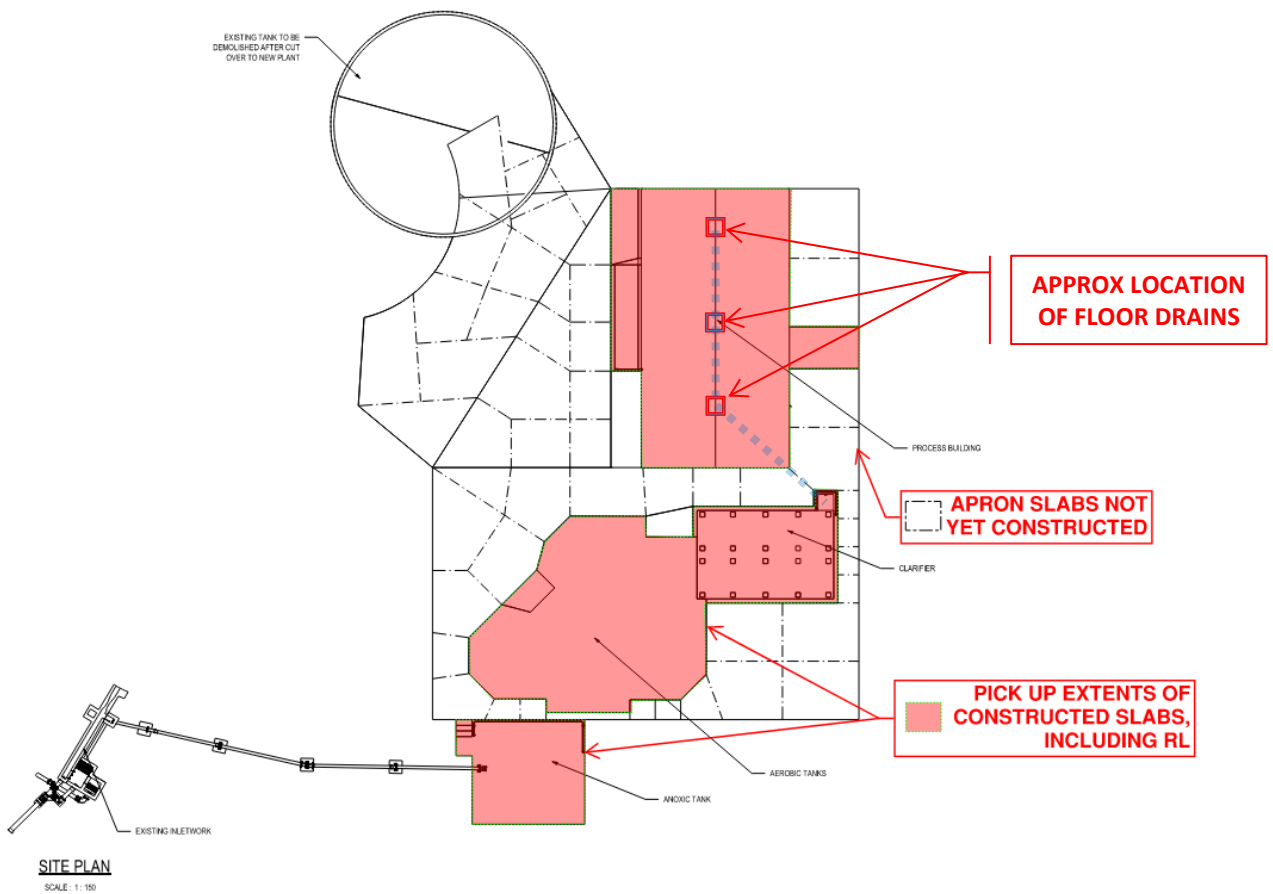 EXISTING TANK TO BE
DEMOLISHED AFTER CUT
OVER TO NEW PLANT
APPROX LOCATION
OF FLOOR DRAINS
PROCESS BUILDING
APRON SLABS NOT
YET CONSTRUCTED
CLARIFIER
PICK UP EXTENTS OF
CONSTRUCTED SLABS,
INCLUDING RL
AEROBIC TANKS
ANOXIC TANK
EXISTING INLETWORK
SITE PLAN
SCALE : 1 : 150